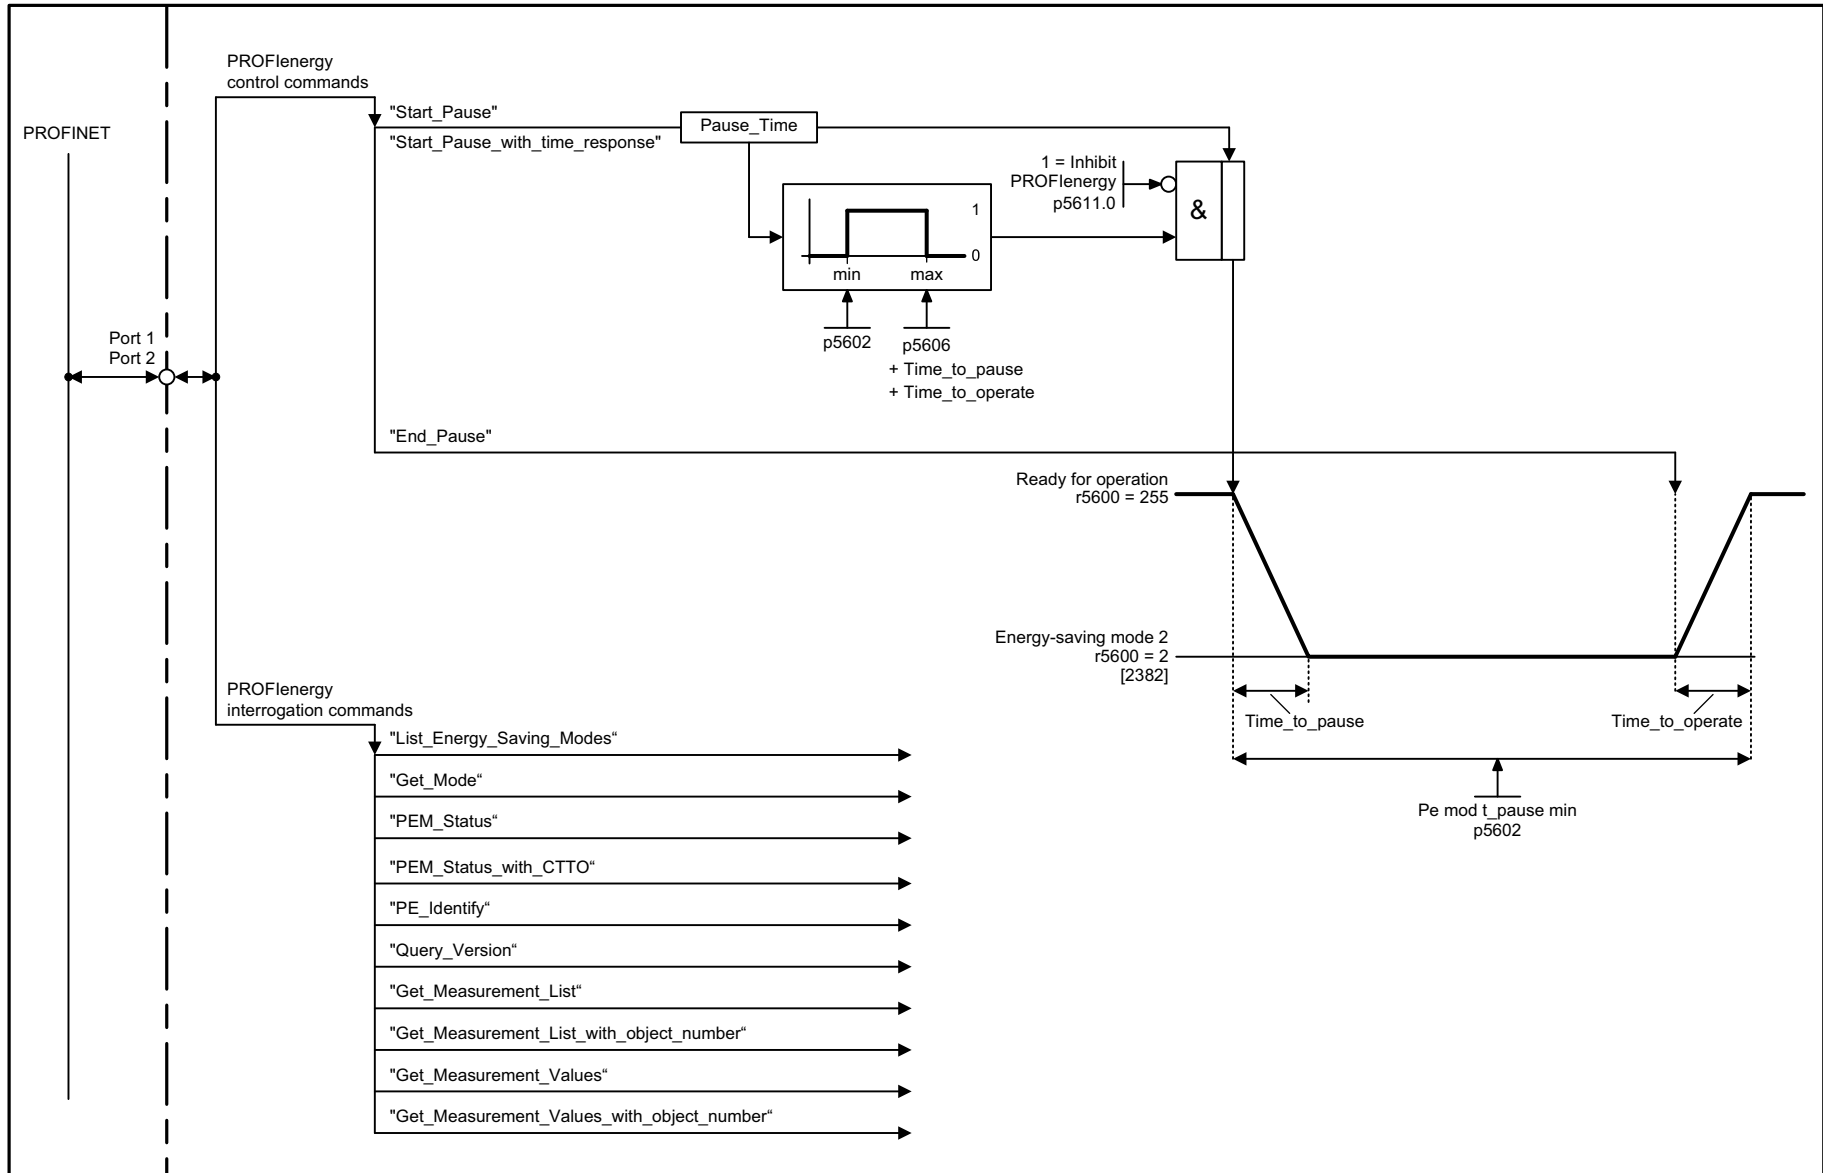 PROFINET
Port 1
Port 2
PROFIenergy
control commands
"Start_Pause"
"Start_Pause_with_time_response"
Pause_Time
1 = Inhibit
PROFIenergy
p5611.0
&
1
0
min
max
p5602
p5606
+ Time_to_pause
+ Time_to_operate
"End_Pause"
Ready for operation
r5600 = 255
Energy-saving mode 2
r5600 = 2
[2382]
Time_to_pause
Time_to_operate
Pe mod t_pause min
p5602
PROFIenergy
interrogation commands
"List_Energy_Saving_Modes“
"Get_Mode“
"PEM_Status“
"PEM_Status_with_CTTO“
"PE_Identify“
"Query_Version“
"Get_Measurement_List“
"Get_Measurement_List_with_object_number“
"Get_Measurement_Values“
"Get_Measurement_Values_with_object_number“